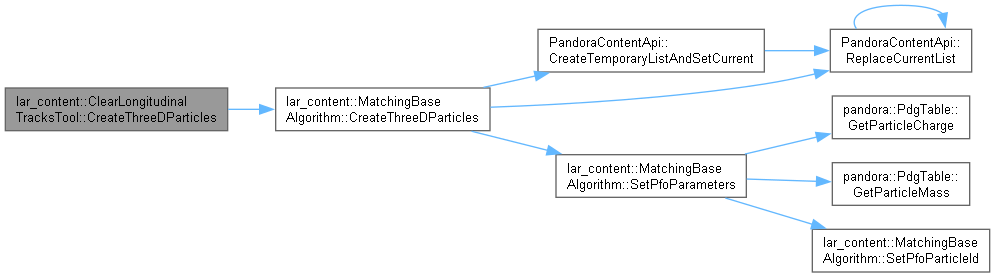 lar_content::ClearLongitudinal
TracksTool::CreateThreeDParticles
lar_content::MatchingBase
Algorithm::CreateThreeDParticles
PandoraContentApi::
CreateTemporaryListAndSetCurrent
PandoraContentApi::
ReplaceCurrentList
lar_content::MatchingBase
Algorithm::SetPfoParameters
pandora::PdgTable::
GetParticleCharge
pandora::PdgTable::
GetParticleMass
lar_content::MatchingBase
Algorithm::SetPfoParticleId